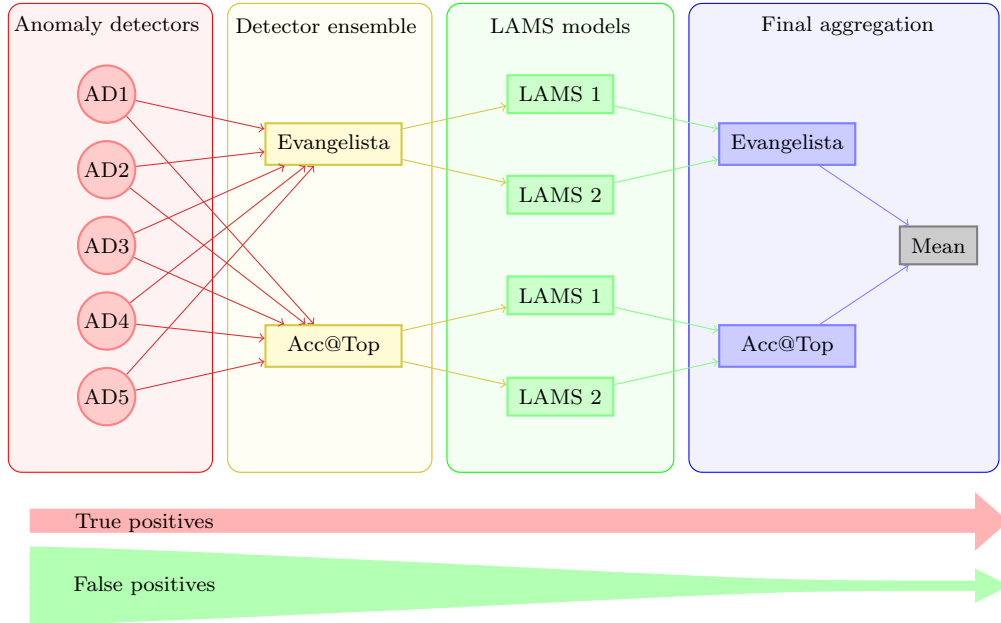 Anomaly detectors
AD1
AD2
AD3
AD4
AD5
Detector ensemble
Evangelista
Acc@Top
LAMS models
LAMS 1
LAMS 2
LAMS 1
LAMS 2
Final aggregation
Evangelista
Acc@Top
Mean
True positives
False positives